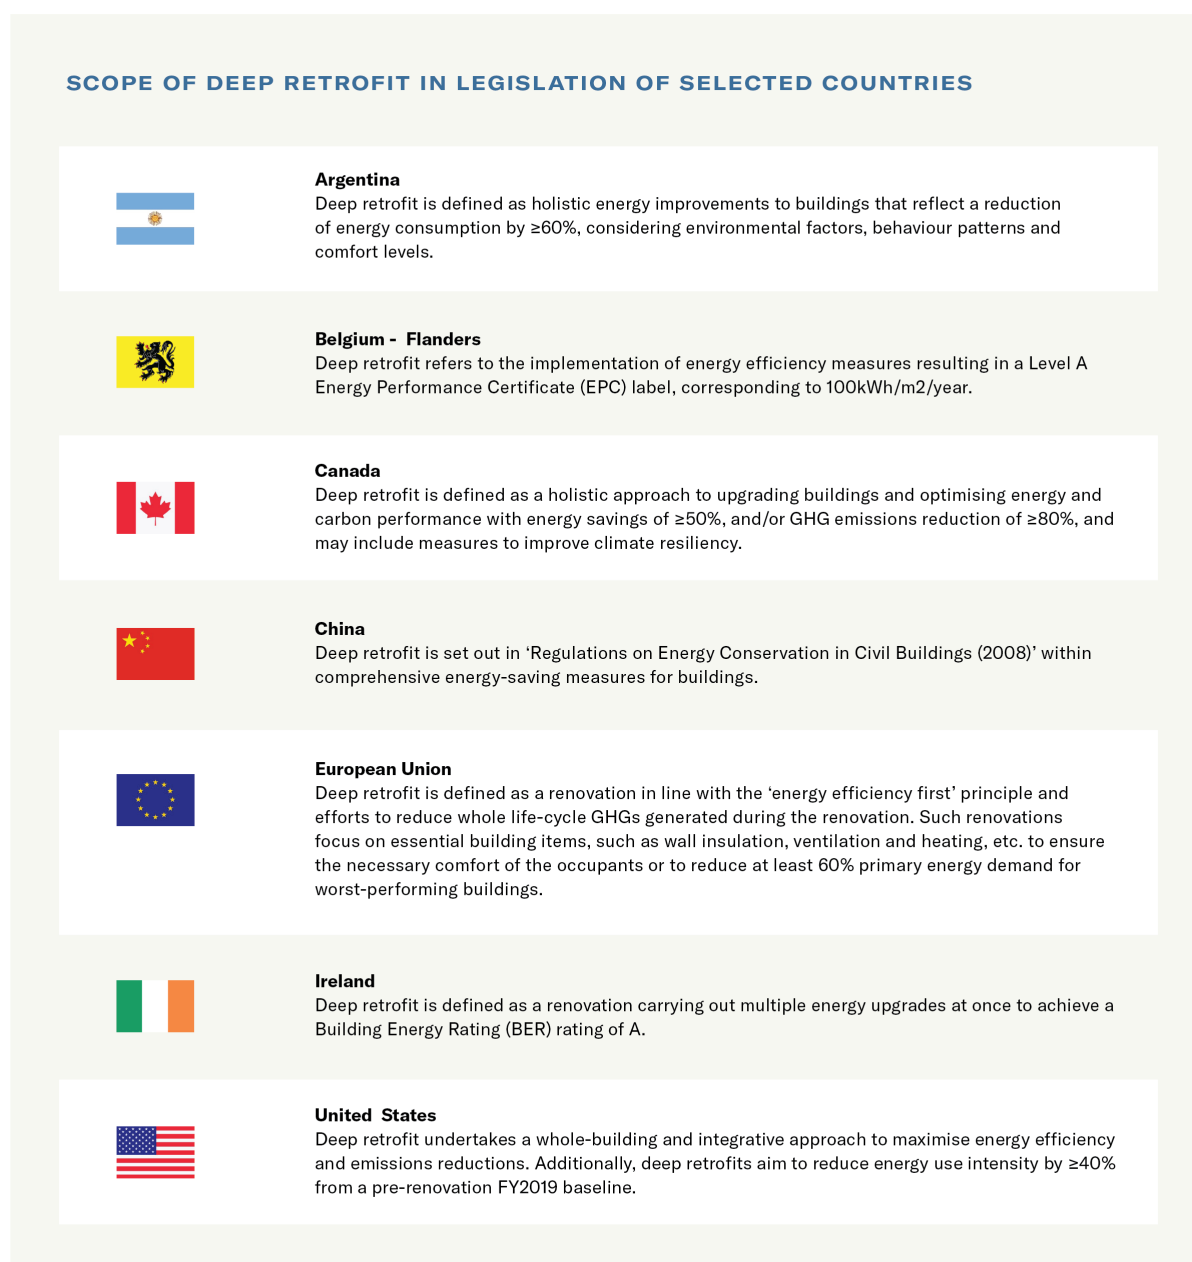 SCOPE OF DEEP RETROFIT IN LEGISLATION OF SELECTED COUNTRIES
Argentina
Deep retrofit is defined as holistic energy improvements to buildings that reflect a reduction
of energy consumption by ≥60%, considering environmental factors, behaviour patterns and
comfort levels.
Belgium - Flanders
Deep retrofit refers to the implementation of energy efficiency measures resulting in a Level A
Energy Performance Certificate (EPC) label, corresponding to 100kWh/m2/year.
Canada
Deep retrofit is defined as a holistic approach to upgrading buildings and optimising energy and
carbon performance with energy savings of ≥50%, and/or GHG emissions reduction of ≥80%, and
may include measures to improve climate resiliency.
China
Deep retrofit is set out in ‘Regulations on Energy Conservation in Civil Buildings (2008)’ within
comprehensive energy-saving measures for buildings.
European Union
Deep retrofit is defined as a renovation in line with the ‘energy efficiency first’ principle and
efforts to reduce whole life-cycle GHGs generated during the renovation. Such renovations
focus on essential building items, such as wall insulation, ventilation and heating, etc. to ensure
the necessary comfort of the occupants or to reduce at least 60% primary energy demand for
worst-performing buildings.
Ireland
Deep retrofit is defined as a renovation carrying out multiple energy upgrades at once to achieve a
Building Energy Rating (BER) rating of A.
United States
Deep retrofit undertakes a whole-building and integrative approach to maximise energy efficiency
and emissions reductions. Additionally, deep retrofits aim to reduce energy use intensity by ≥40%
from a pre-renovation FY2019 baseline.